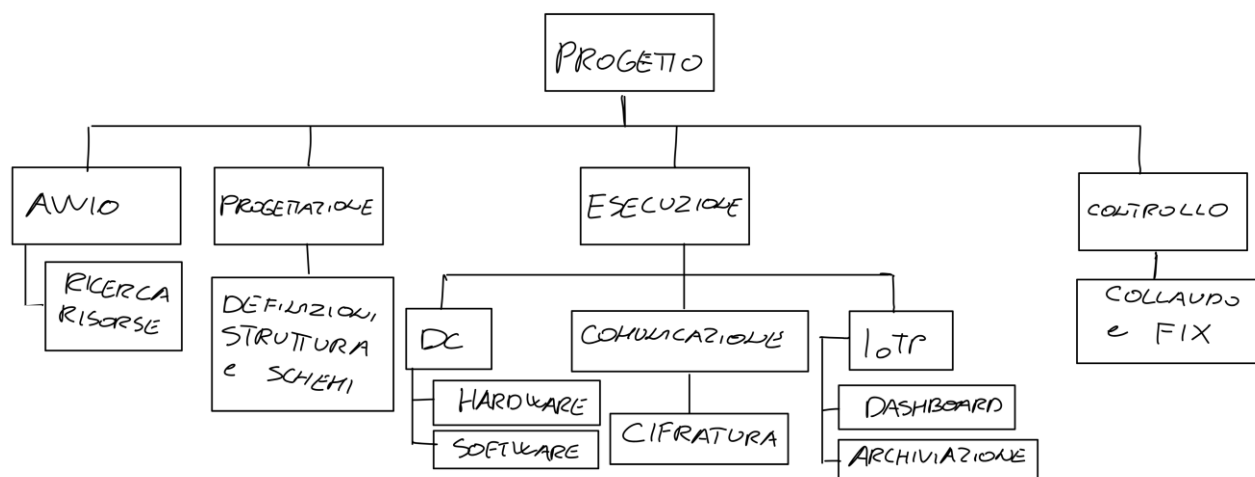 PROGETTO
AVVIO
PROGETTAZIONE
ESECUZIONE
CONTROLLO
RICERCA
RISORSE
DEFINIZIONI
STRUTTURA
e SCHEMI
DC
COMUNICAZIONE
IoTP
COLLAUDO
e FIX
HARDWARE
SOFTWARE
CIFRATURA
DASHBOARD
ARCHIVIAZIONE